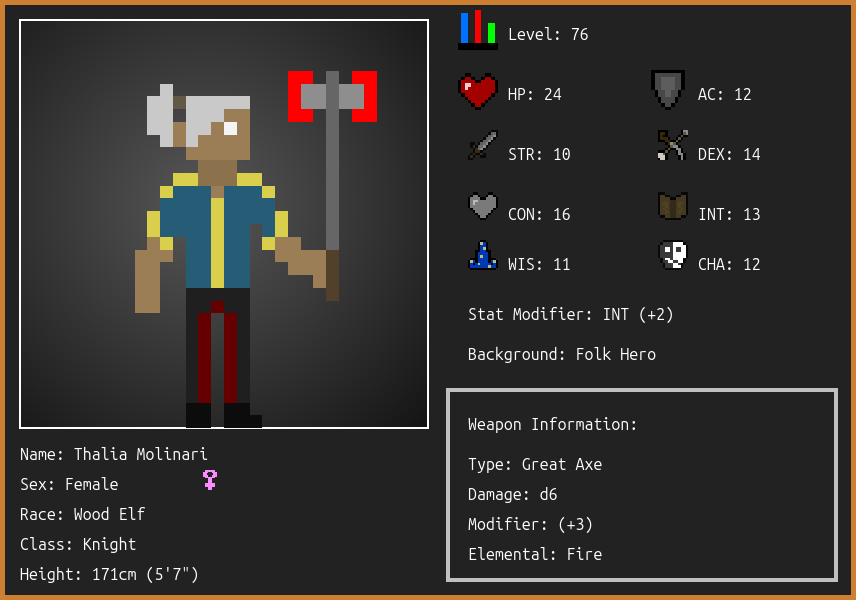 Level: 76
HP: 24
AC: 12
STR: 10
DEX: 14
CON: 16
INT: 13
WIS: 11
CHA: 12
Stat Modifier: INT (+2)
Background: Folk Hero
Weapon Information:
Type: Great Axe
Damage: d6
Modifier: (+3)
Elemental: Fire
Name: Thalia Molinari
Sex: Female
Race: Wood Elf
Class: Knight
Height: 171cm (5'7")